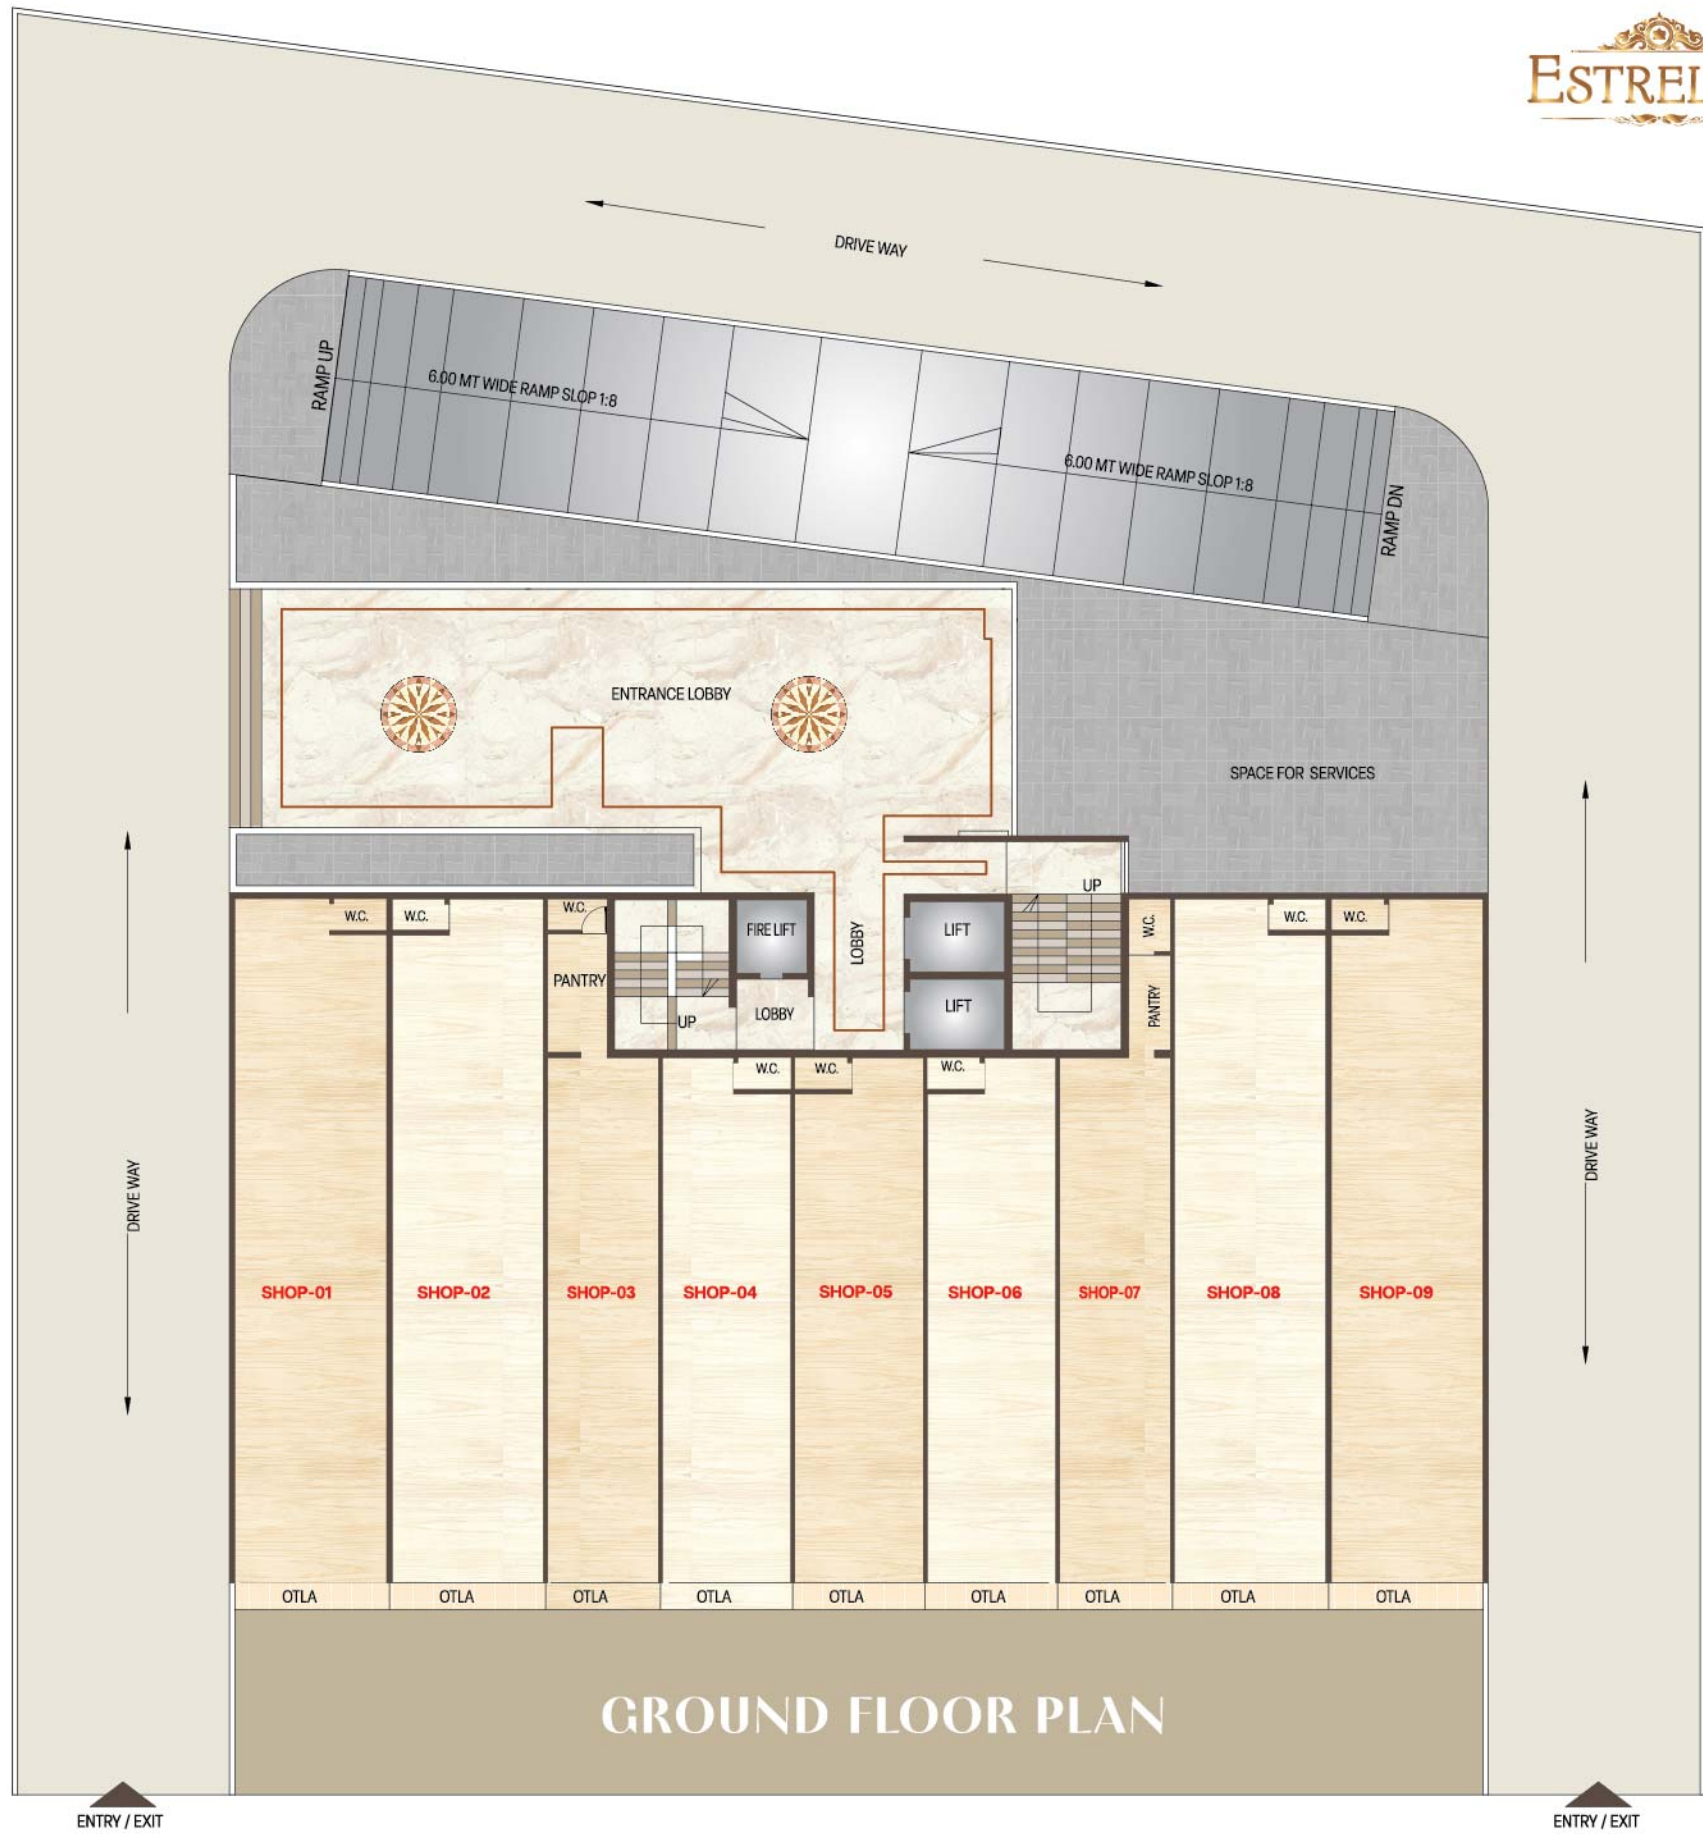 ESTREL
DRIVE WAY
RAMP UP
6.00 MT WIDE RAMP SLOP 1:8
6.00 MT WIDE RAMP SLOP 1:8
RAMP DN
ENTRANCE LOBBY
SPACE FOR SERVICES
UP
W.C.
W.C.
W.C.
FIRE LIFT
LOBBY
LIFT
W.C.
W.C.
W.C.
PANTRY
LIFT
PANTRY
UP
LOBBY
W.C.
W.C.
W.C.
DRIVE WAY
DRIVE WAY
SHOP-01
SHOP-02
SHOP-03
SHOP-04
SHOP-05
SHOP-06
SHOP-07
SHOP-08
SHOP-09
OTLA
OTLA
OTLA
OTLA
OTLA
OTLA
OTLA
OTLA
OTLA
GROUND FLOOR PLAN
ENTRY / EXIT
ENTRY / EXIT